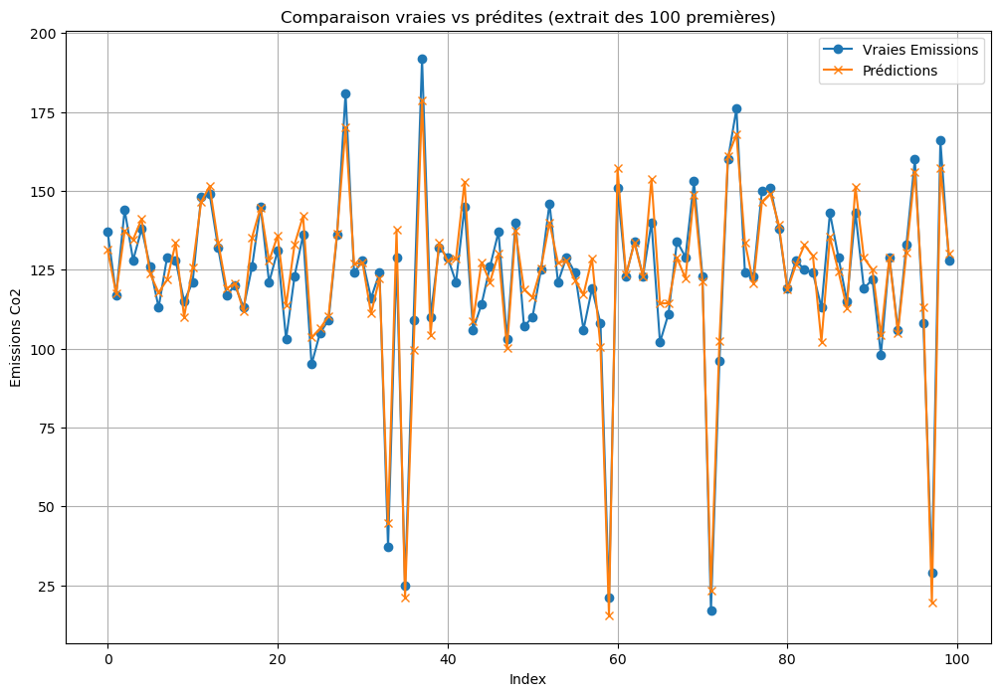 Comparaison vraies vs prédites (extrait des 100 premières)
Vraies Emissions
Prédictions
Emissions Co2
200
175
150
125
100
75
50
25
0
20
40
60
80
100
Index